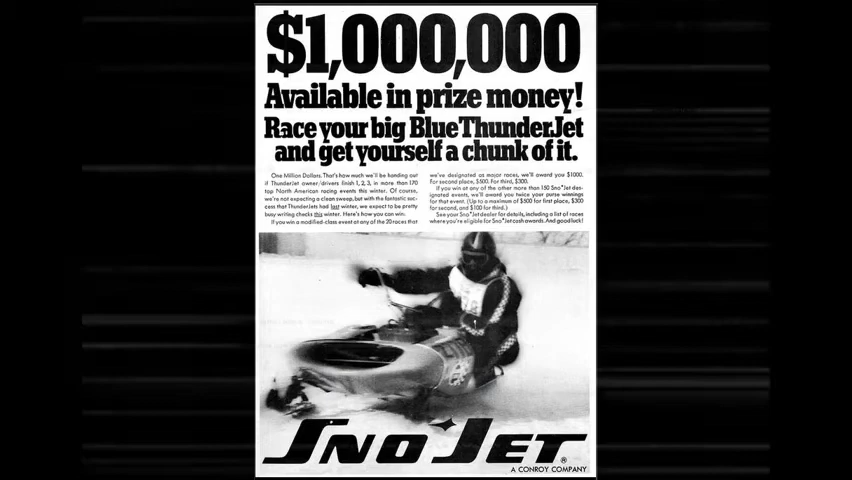 $1,000,000
Available in prize money!
Race your big Blue ThunderJet
and get yourself a chunk of it.
One Million Dollars. That's how much we'll be handing out
if ThunderJet owner/drivers finish 1, 2, 3, in more than 170
top North American racing events this winter. Of course,
we're not expecting a clean sweep, but with the fantastic suc-
cess that ThunderJets had last winter, we expect to be pretty
busy writing checks this winter. Here's how you can win:
If you win a modified-class event at any of the 20 races that
we've designated as major races, we'll award you $1000.
For second place, $500. For third, $300.
If you win at any of the other more than 150 Sno*Jet des-
ignated events, we'll award you twice your purse winnings
for that event. (Up to a maximum of $500 for first place, $300
for second, and $100 for third.)
See your Sno*Jet dealer for details, including a list of races
where you're eligible for Sno*Jet cash awards. And good luck!
SNO*JET®
A CONROY COMPANY